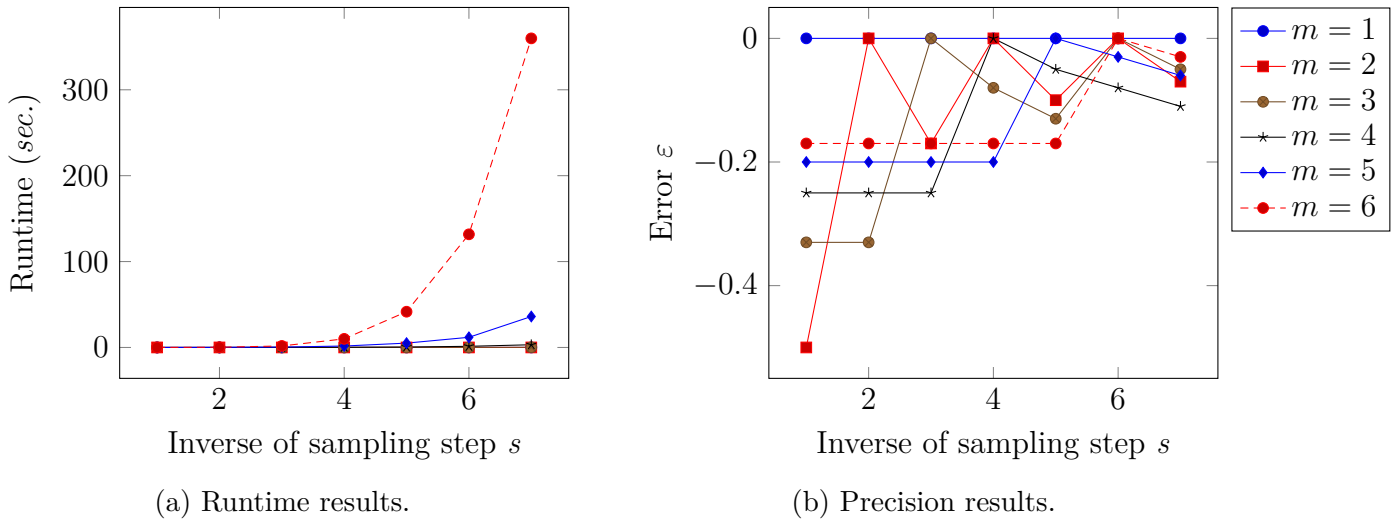 300
200
100
0
2 4 6
Runtime (sec.)
Inverse of sampling step s
(a) Runtime results.
0
−0.2
−0.4
2 4 6
Error ε
Inverse of sampling step s
(b) Precision results.
m = 1
m = 2
m = 3
m = 4
m = 5
m = 6